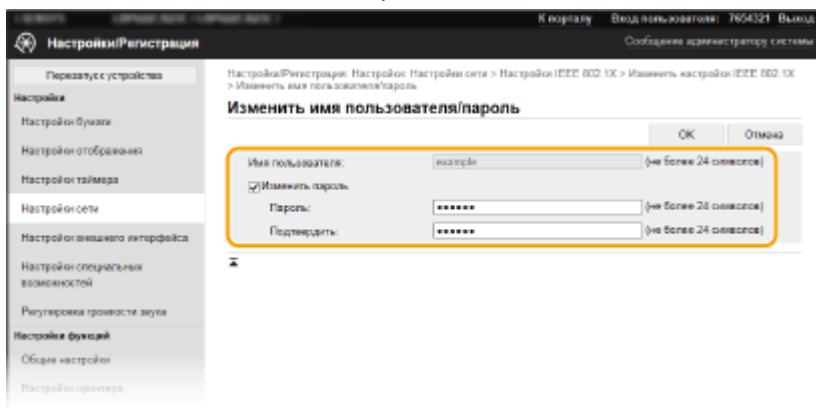 К порталу Вход пользователя: 7654321 Выход
Настройки/Регистрация
Сообщение администратору системы
Перезапуск устройства
Настройки
Настройки бумаги
Настройки отображения
Настройки таймера
Настройки сети
Настройки внешнего интерфейса
Настройки специальных
возможностей
Регулировка громкости звука
Настройки функций
Общие настройки
Настройки принтера
Настройки/Регистрация: Настройки: Настройки сети > Настройки IEEE 802.1X > Изменить настройки IEEE 802.1X
> Изменить имя пользователя/пароль
Изменить имя пользователя/пароль
OK Отмена
Имя пользователя: example (не более 24 символов)
Изменить пароль
Пароль: •••••• (не более 24 символов)
Подтвердить: •••••• (не более 24 символов)